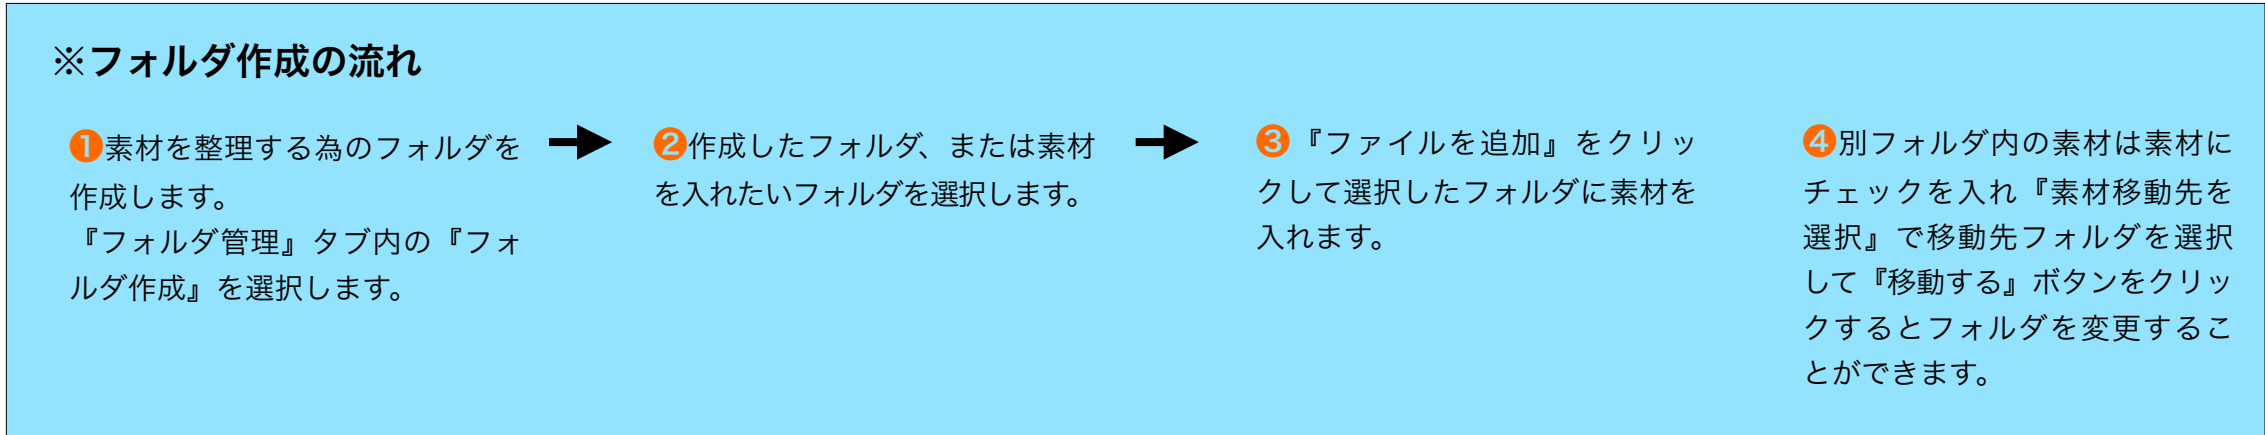 ※フォルダ作成の流れ
❶素材を整理する為のフォルダを
作成します。
『フォルダ管理』タブ内の『フォ
ルダ作成』を選択します。
❷作成したフォルダ、または素材
を入れたいフォルダを選択します。
❸『ファイルを追加』をクリッ
クして選択したフォルダに素材を
入れます。
❹別フォルダ内の素材は素材に
チェックを入れ『素材移動先を
選択』で移動先フォルダを選択
して『移動する』ボタンをクリッ
クするとフォルダを変更するこ
とができます。